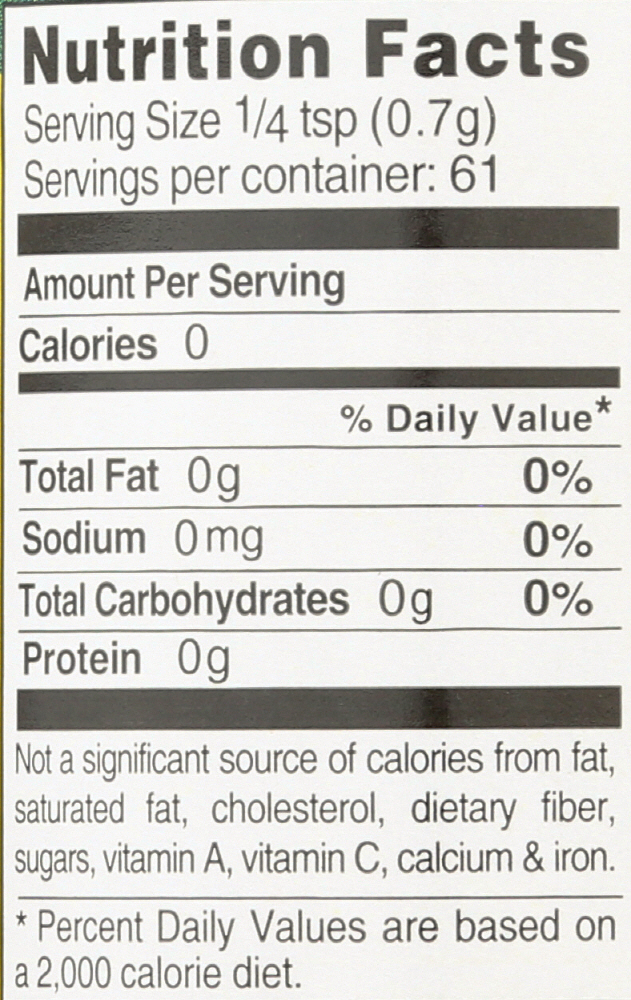 Nutrition Facts
Serving Size 1/4 tsp (0.7g)
Servings per container: 61
Amount Per Serving
Calories 0
% Daily Value*
Total Fat 0g 0%
Sodium 0mg 0%
Total Carbohydrates 0g 0%
Protein 0g
Not a significant source of calories from fat,
saturated fat, cholesterol, dietary fiber,
sugars, vitamin A, vitamin C, calcium & iron.
* Percent Daily Values are based on
a 2,000 calorie diet.